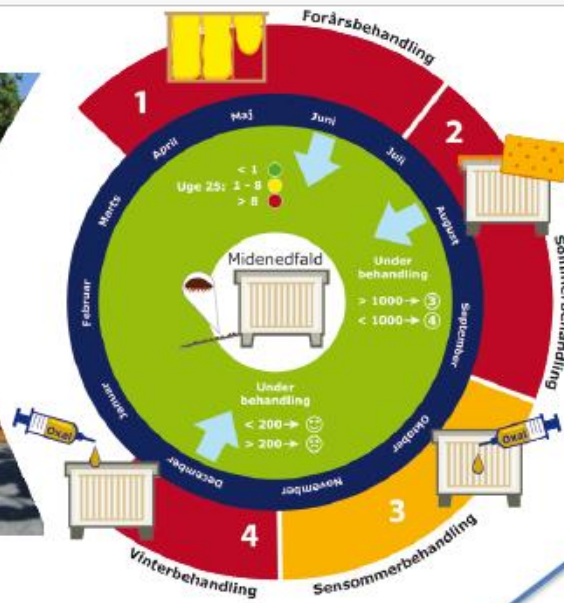 Forårsbehandling
1
2
Sommerbehandling
3
Sensommerbehandling
4
Vinterbehandling
Januar
Februar
Marts
April
Maj
Juni
Juli
August
September
Oktober
November
December
< 1
Uge 25: 1 - 8
> 8
Midenedfald
Under
behandling
> 1000→ 3
< 1000→ 4
Under
behandling
< 200→
> 200→
Oxal
Oxal